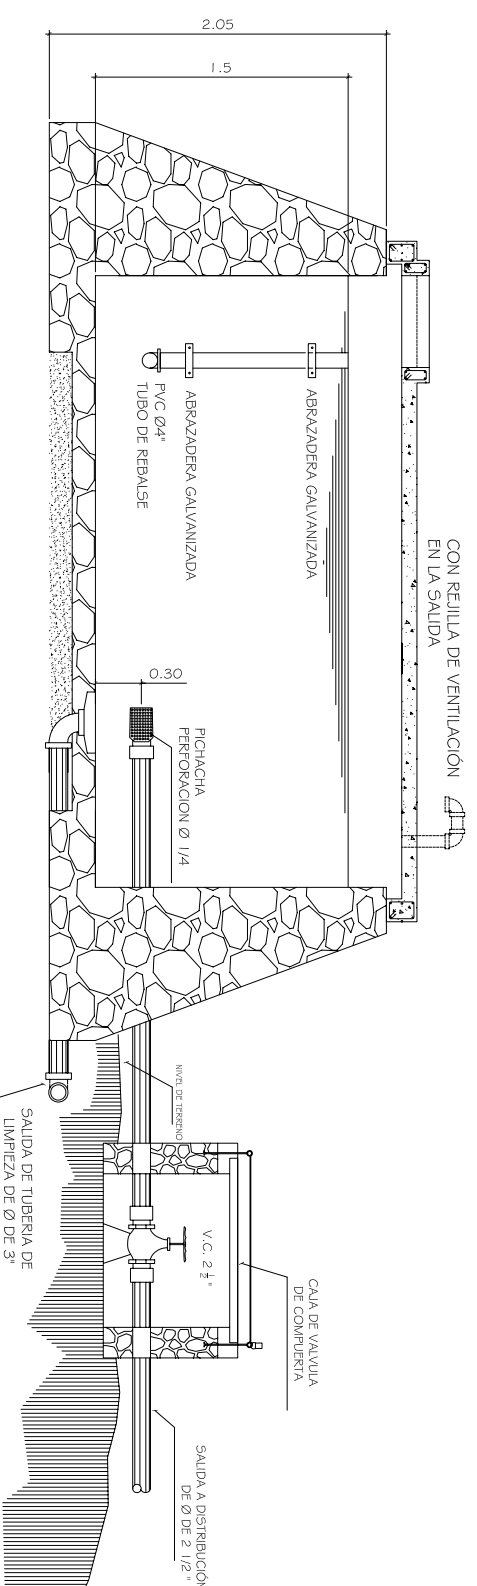 2.05
1.5
CON REJILLA DE VENTILACIÓN
EN LA SALIDA
ABRAZADERA GALVANIZADA
ABRAZADERA GALVANIZADA
PVC Ø4"
TUBO DE REBALSE
0.30
PICHACHA
PERFORACION Ø 1/4
NIVEL DE TERRENO
SALIDA DE TUBERIA DE
LIMPIEZA DE Ø DE 3"
V.C. 2 1/2 "
CAJA DE VALVULA
DE COMPUERTA
SALIDA A DISTRIBUCIÓN
DE Ø DE 2 1/2 "